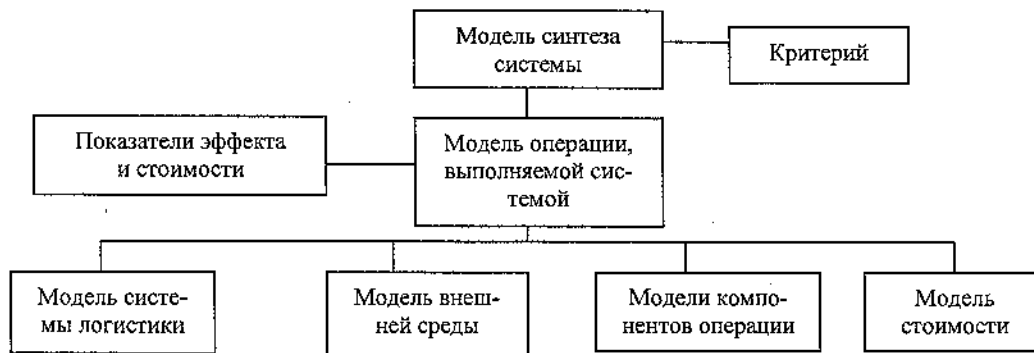 Модель синтеза
системы
Критерий
Показатели эффекта
и стоимости
Модель операции,
выполняемой сис-
темой
Модель систе-
мы логистики
Модель внеш-
ней среды
Модели компо-
нентов операции
Модель
стоимости